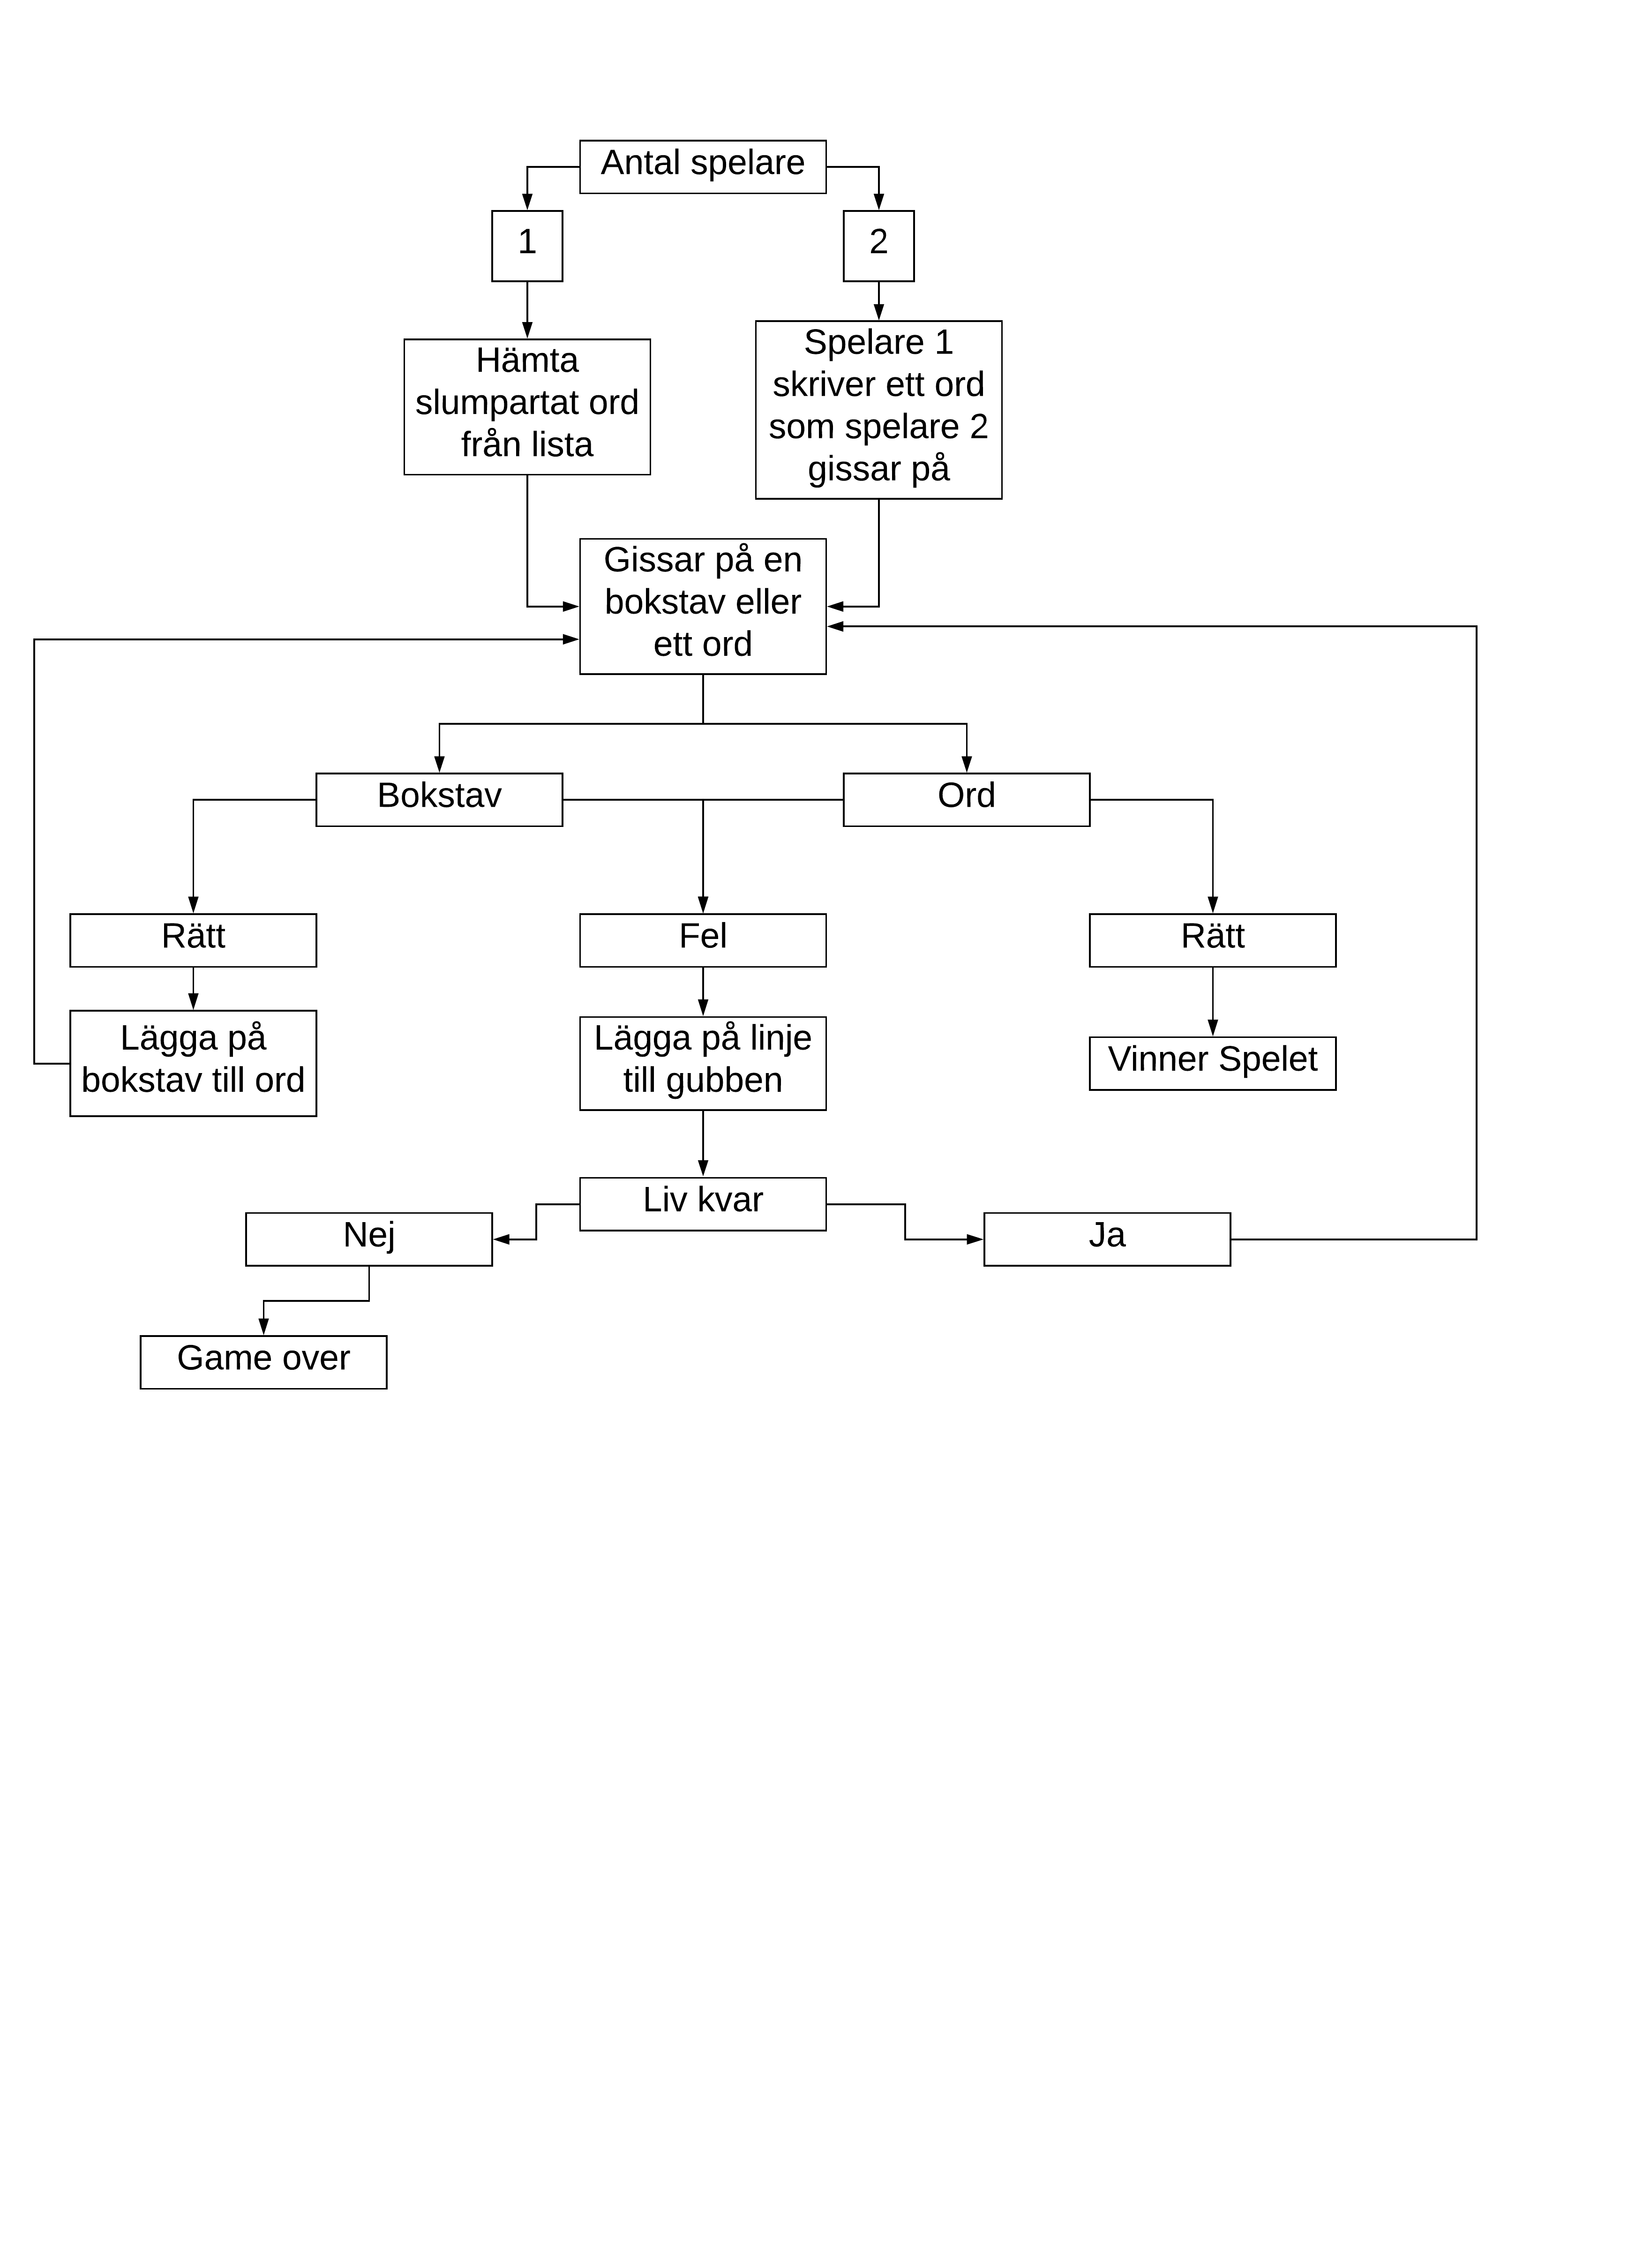 Antal spelare
1
2
Hämta
slumpartat ord
från lista
Spelare 1
skriver ett ord
som spelare 2
gissar på
Gissar på en
bokstav eller
ett ord
Bokstav
Ord
Rätt
Fel
Rätt
Lägga på
bokstav till ord
Lägga på linje
till gubben
Vinner Spelet
Liv kvar
Nej
Ja
Game over